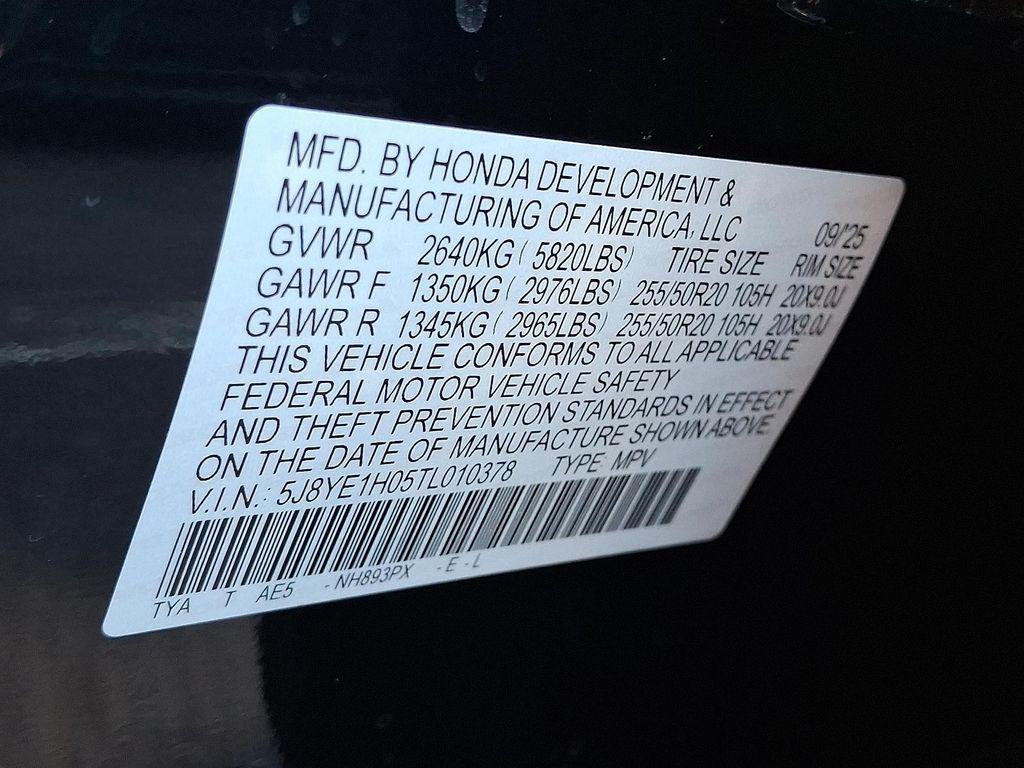 MFD. BY HONDA DEVELOPMENT &
MANUFACTURING OF AMERICA, LLC 09/'25
GVWR 2640KG ( 5820LBS) TIRE SIZE RIM SIZE
GAWR F 1350KG ( 2976LBS) 255/50R20 105H 20X9.0J
GAWR R 1345KG ( 2965LBS) 255/50R20 105H 20X9.0J
THIS VEHICLE CONFORMS TO ALL APPLICABLE
FEDERAL MOTOR VEHICLE SAFETY
AND THEFT PREVENTION STANDARDS IN EFFECT
ON THE DATE OF MANUFACTURE SHOWN ABOVE
V.I.N.: 5J8YE1H05TL010378 TYPE: MPV
TYA T AE5 - NH893PX - E - L